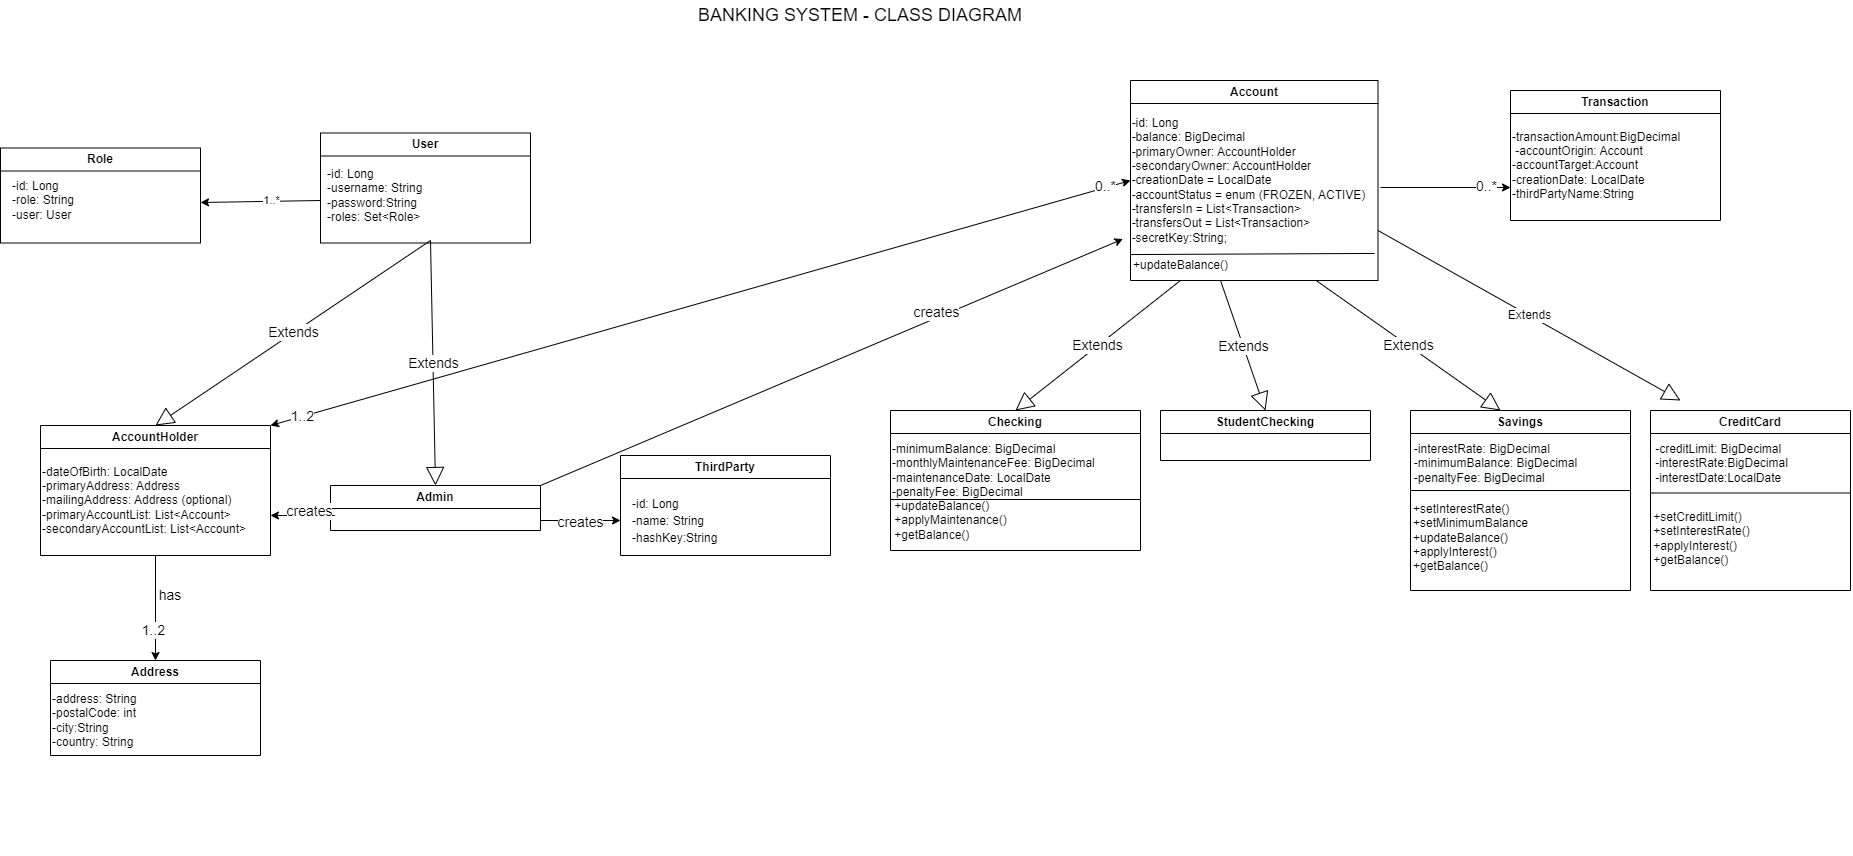 BANKING SYSTEM - CLASS DIAGRAM
Role
-id: Long
-role: String
-user: User
1..*
User
-id: Long
-username: String
-password:String
-roles: Set<Role>
Account
-id: Long
-balance: BigDecimal
-primaryOwner: AccountHolder
-secondaryOwner: AccountHolder
-creationDate = LocalDate
-accountStatus = enum (FROZEN, ACTIVE)
-transfersIn = List<Transaction>
-transfersOut = List<Transaction>
-secretKey:String;
+updateBalance()
0..*
0..*
Transaction
-transactionAmount:BigDecimal
-accountOrigin: Account
-accountTarget:Account
-creationDate: LocalDate
-thirdPartyName:String
Extends
Extends
creates
Extends
Extends
Extends
Extends
1..2
AccountHolder
-dateOfBirth: LocalDate
-primaryAddress: Address
-mailingAddress: Address (optional)
-primaryAccountList: List<Account>
-secondaryAccountList: List<Account>
creates
Admin
creates
ThirdParty
-id: Long
-name: String
-hashKey:String
Checking
-minimumBalance: BigDecimal
-monthlyMaintenanceFee: BigDecimal
-maintenanceDate: LocalDate
-penaltyFee: BigDecimal
+updateBalance()
+applyMaintenance()
+getBalance()
StudentChecking
Savings
-interestRate: BigDecimal
-minimumBalance: BigDecimal
-penaltyFee: BigDecimal
+setInterestRate()
+setMinimumBalance
+updateBalance()
+applyInterest()
+getBalance()
CreditCard
-creditLimit: BigDecimal
-interestRate:BigDecimal
-interestDate:LocalDate
+setCreditLimit()
+setInterestRate()
+applyInterest()
+getBalance()
has
1..2
Address
-address: String
-postalCode: int
-city:String
-country: String